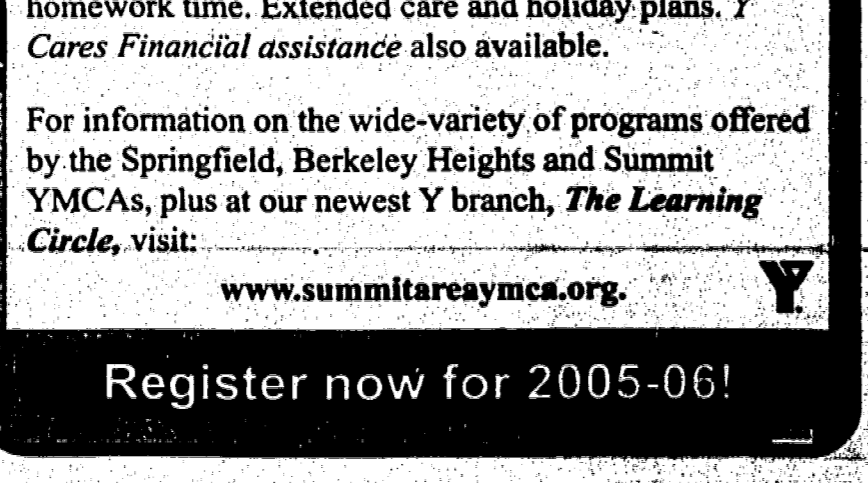 homework time. Extended care and holiday plans. Y
Cares Financial assistance also available.
For information on the wide-variety of programs offered
by the Springfield, Berkeley Heights and Summit
YMCAs, plus at our newest Y branch, The Learning
Circle, visit:
www.summitareaymca.org.
Y
Register now for 2005-06!